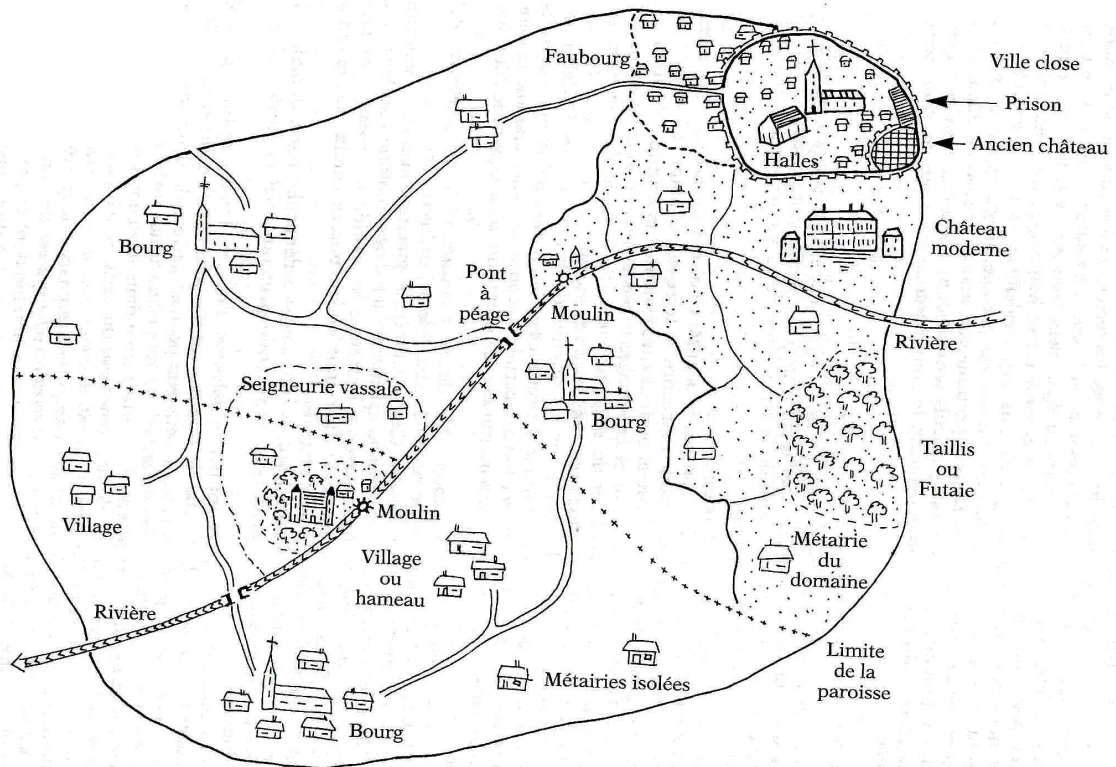 Faubourg
Ville close
Prison
Ancien château
Halles
Château
moderne
Bourg
Pont
à
péage
Moulin
Rivière
Seigneurie vassale
Bourg
Taillis
ou
Futaie
Village
Moulin
Métairie
du
domaine
Village
ou
hameau
Rivière
Limite
de la
paroisse
Métairies isolées
Bourg